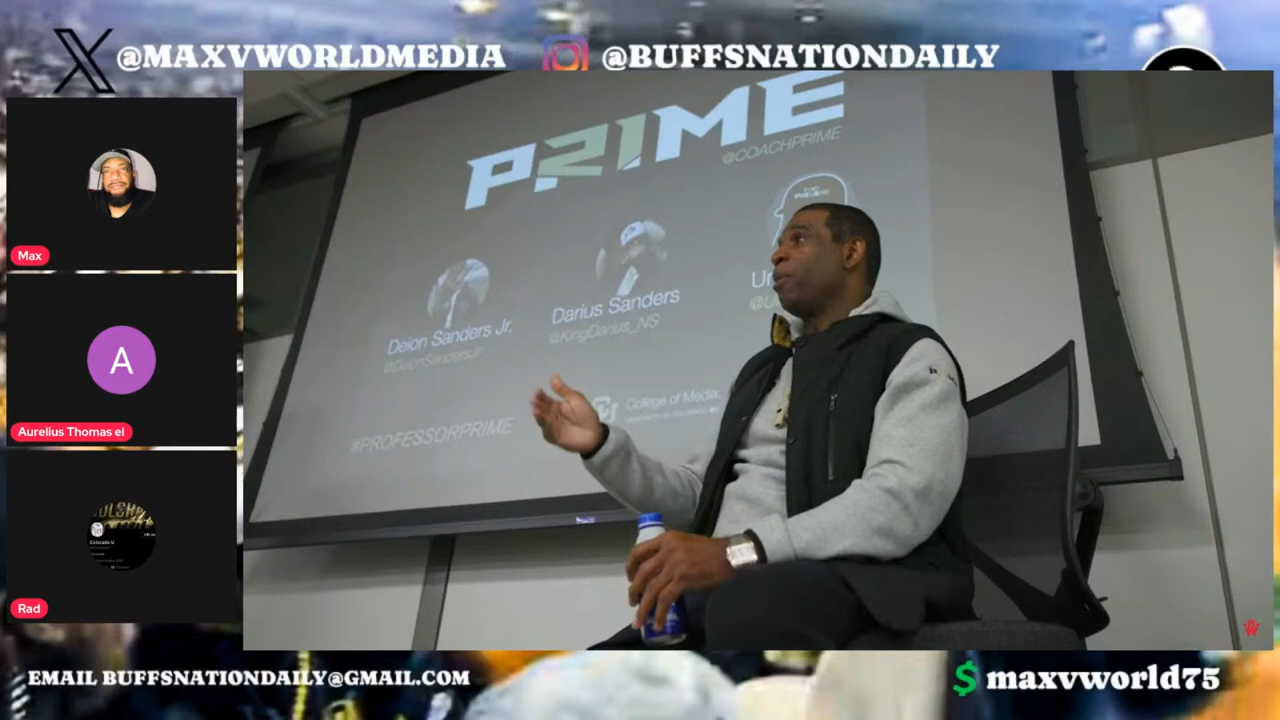 @MAXVWORLDMEDIA
@BUFFSNATIONDAILY
Max
A
Aurelius Thomas el
Rad
PRIME
@COACHPRIME
Deion Sanders Jr.
@DeionSandersJr
Darius Sanders
@KingDarius_NS
#PROFESSORPRIME
College of Media,
EMAIL BUFFSNATIONDAILY@GMAIL.COM
$ maxvworld75